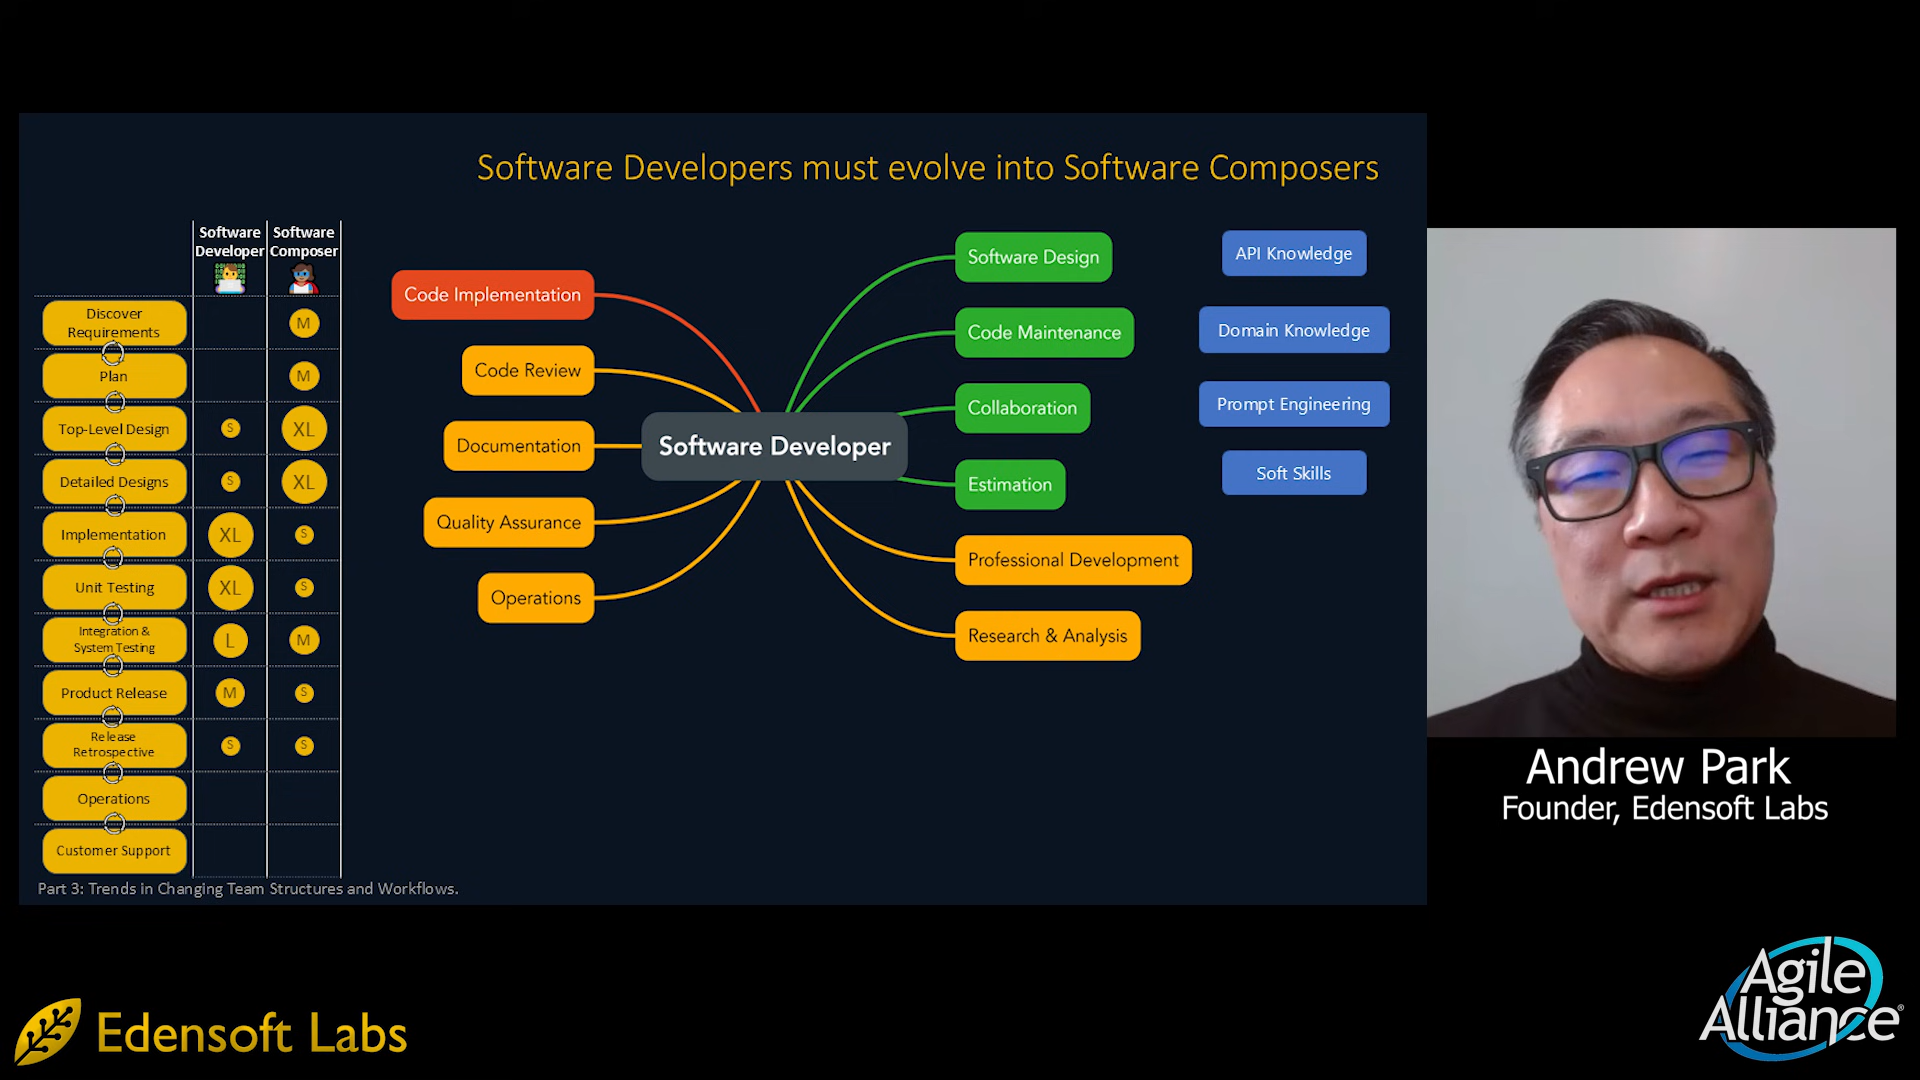 Software Developers must evolve into Software Composers
Software
Developer
Software
Composer
Discover
Requirements
M
Plan
M
Top-Level Design
S
XL
Detailed Designs
S
XL
Implementation
XL
S
Unit Testing
XL
S
Integration &
System Testing
L
M
Product Release
M
S
Release
Retrospective
S
S
Operations
Customer Support
Part 3: Trends in Changing Team Structures and Workflows.
Code Implementation
Code Review
Documentation
Quality Assurance
Operations
Software Developer
Software Design
Code Maintenance
Collaboration
Estimation
Professional Development
Research & Analysis
API Knowledge
Domain Knowledge
Prompt Engineering
Soft Skills
Andrew Park
Founder, Edensoft Labs
Edensoft Labs
Agile
Alliance®